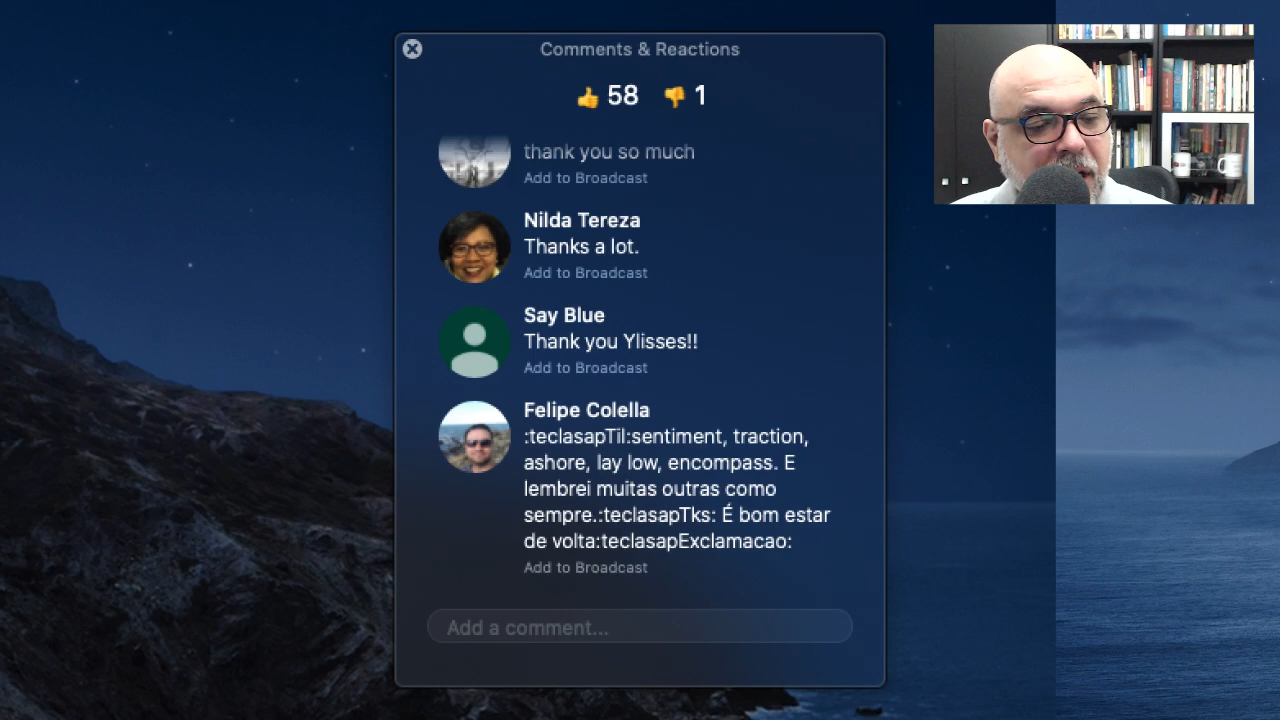 Comments & Reactions
👍 58 👎 1
thank you so much
Add to Broadcast
Nilda Tereza
Thanks a lot.
Add to Broadcast
Say Blue
Thank you Ylisses!!
Add to Broadcast
Felipe Colella
:teclasapTil:sentiment, traction,
ashore, lay low, encompass. E
lembrei muitas outras como
sempre.:teclasapTks: É bom estar
de volta:teclasapExclamacao:
Add to Broadcast
Add a comment...